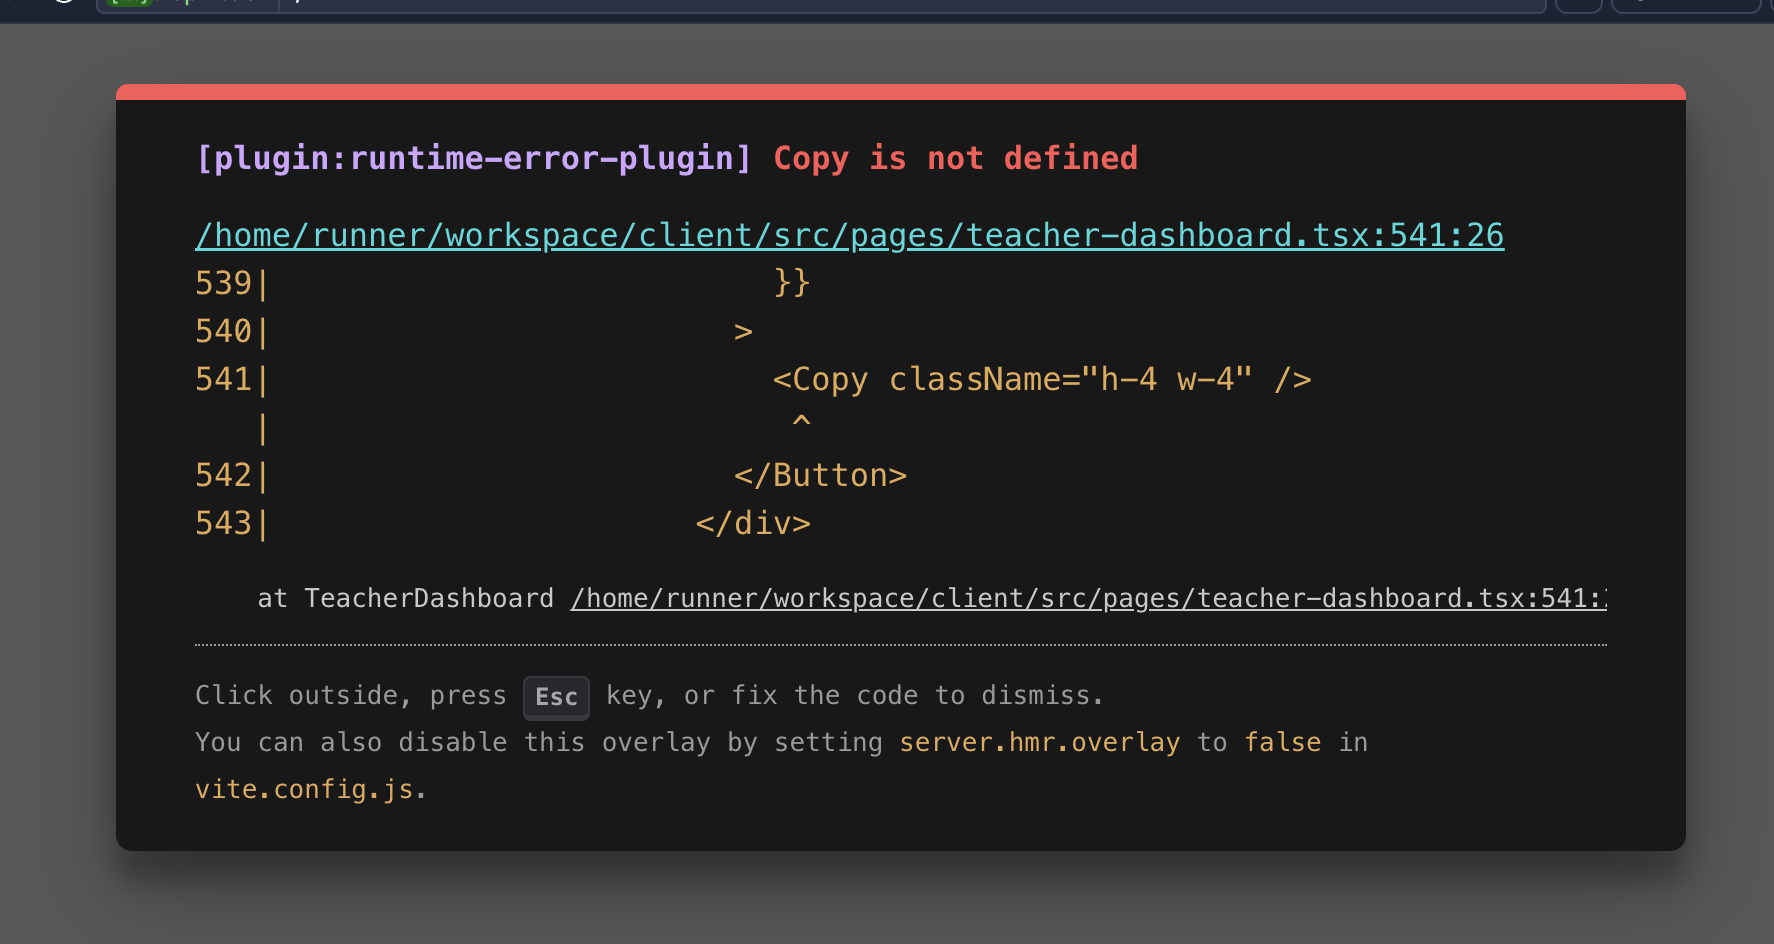 [plugin:runtime-error-plugin] Copy is not defined
/home/runner/workspace/client/src/pages/teacher-dashboard.tsx:541:26
539|                          }}
540|                        >
541|                          <Copy className="h-4 w-4" />
   |                           ^
542|                        </Button>
543|                      </div>
    at TeacherDashboard /home/runner/workspace/client/src/pages/teacher-dashboard.tsx:541:
Click outside, press Esc key, or fix the code to dismiss.
You can also disable this overlay by setting server.hmr.overlay to false in
vite.config.js.